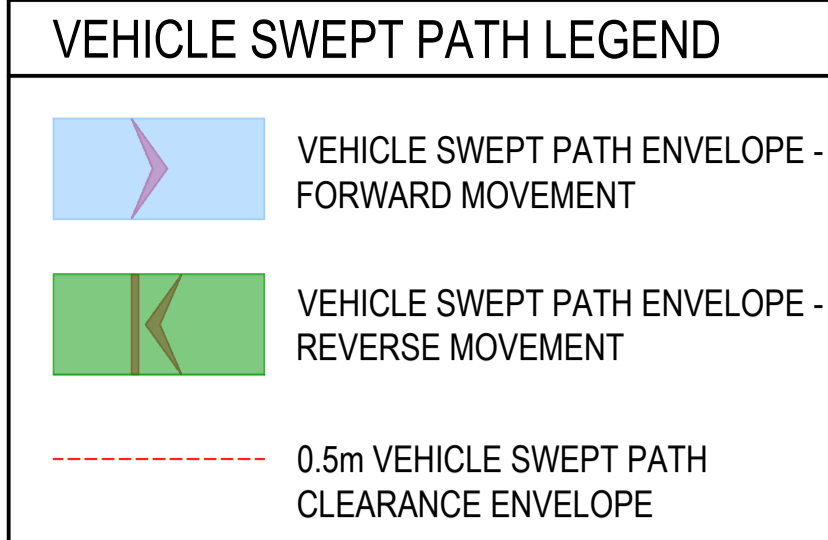 VEHICLE SWEPT PATH LEGEND
VEHICLE SWEPT PATH ENVELOPE -
FORWARD MOVEMENT
VEHICLE SWEPT PATH ENVELOPE -
REVERSE MOVEMENT
0.5m VEHICLE SWEPT PATH
CLEARANCE ENVELOPE